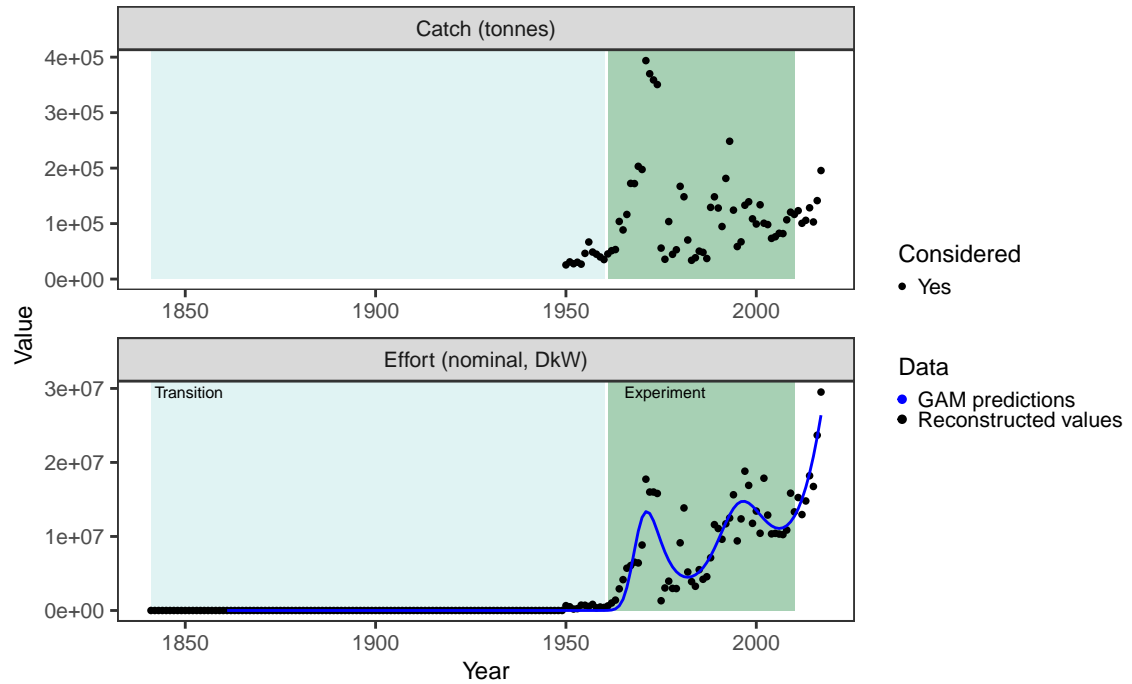 Catch (tonnes)
4e+05
3e+05
2e+05
1e+05
0e+00
1850 1900 1950 2000
Value
Effort (nominal, DkW)
Transition Experiment
3e+07
2e+07
1e+07
0e+00
1850 1900 1950 2000
Year
Considered
Yes
Data
GAM predictions
Reconstructed values